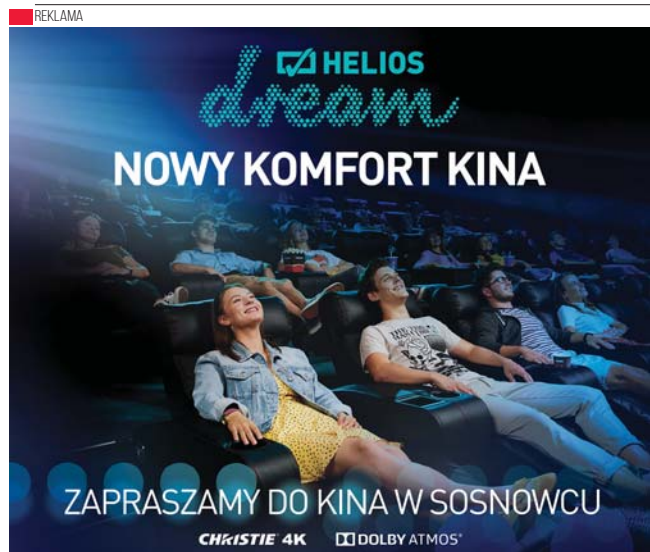 REKLAMA
HELIOS
dream
NOWY KOMFORT KINA
ZAPRASZAMY DO KINA W SOSNOWCU
CHRISTIE 4K DOLBY ATMOS®